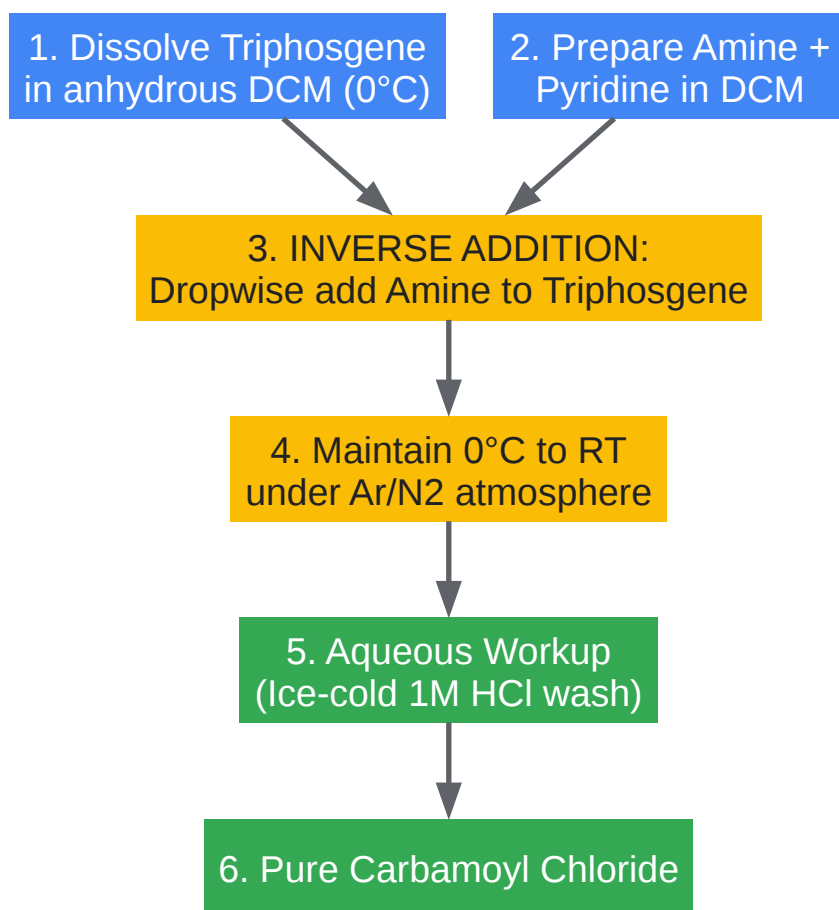 1. Dissolve Triphosgene
in anhydrous DCM (0°C)
2. Prepare Amine +
Pyridine in DCM
3. INVERSE ADDITION:
Dropwise add Amine to Triphosgene
4. Maintain 0°C to RT
under Ar/N2 atmosphere
5. Aqueous Workup
(Ice-cold 1M HCl wash)
6. Pure Carbamoyl Chloride